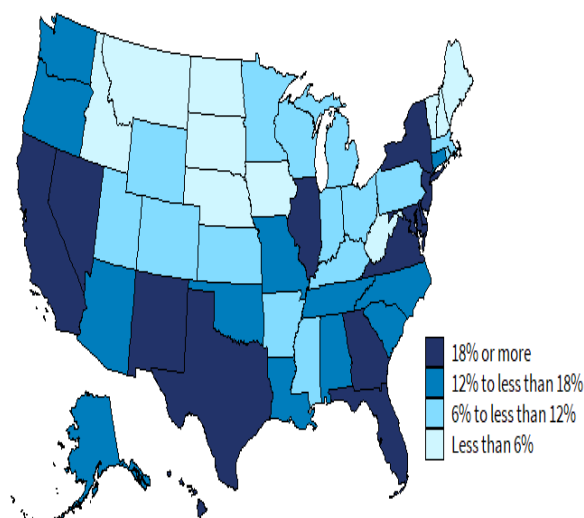 18% or more
12% to less than 18%
6% to less than 12%
Less than 6%